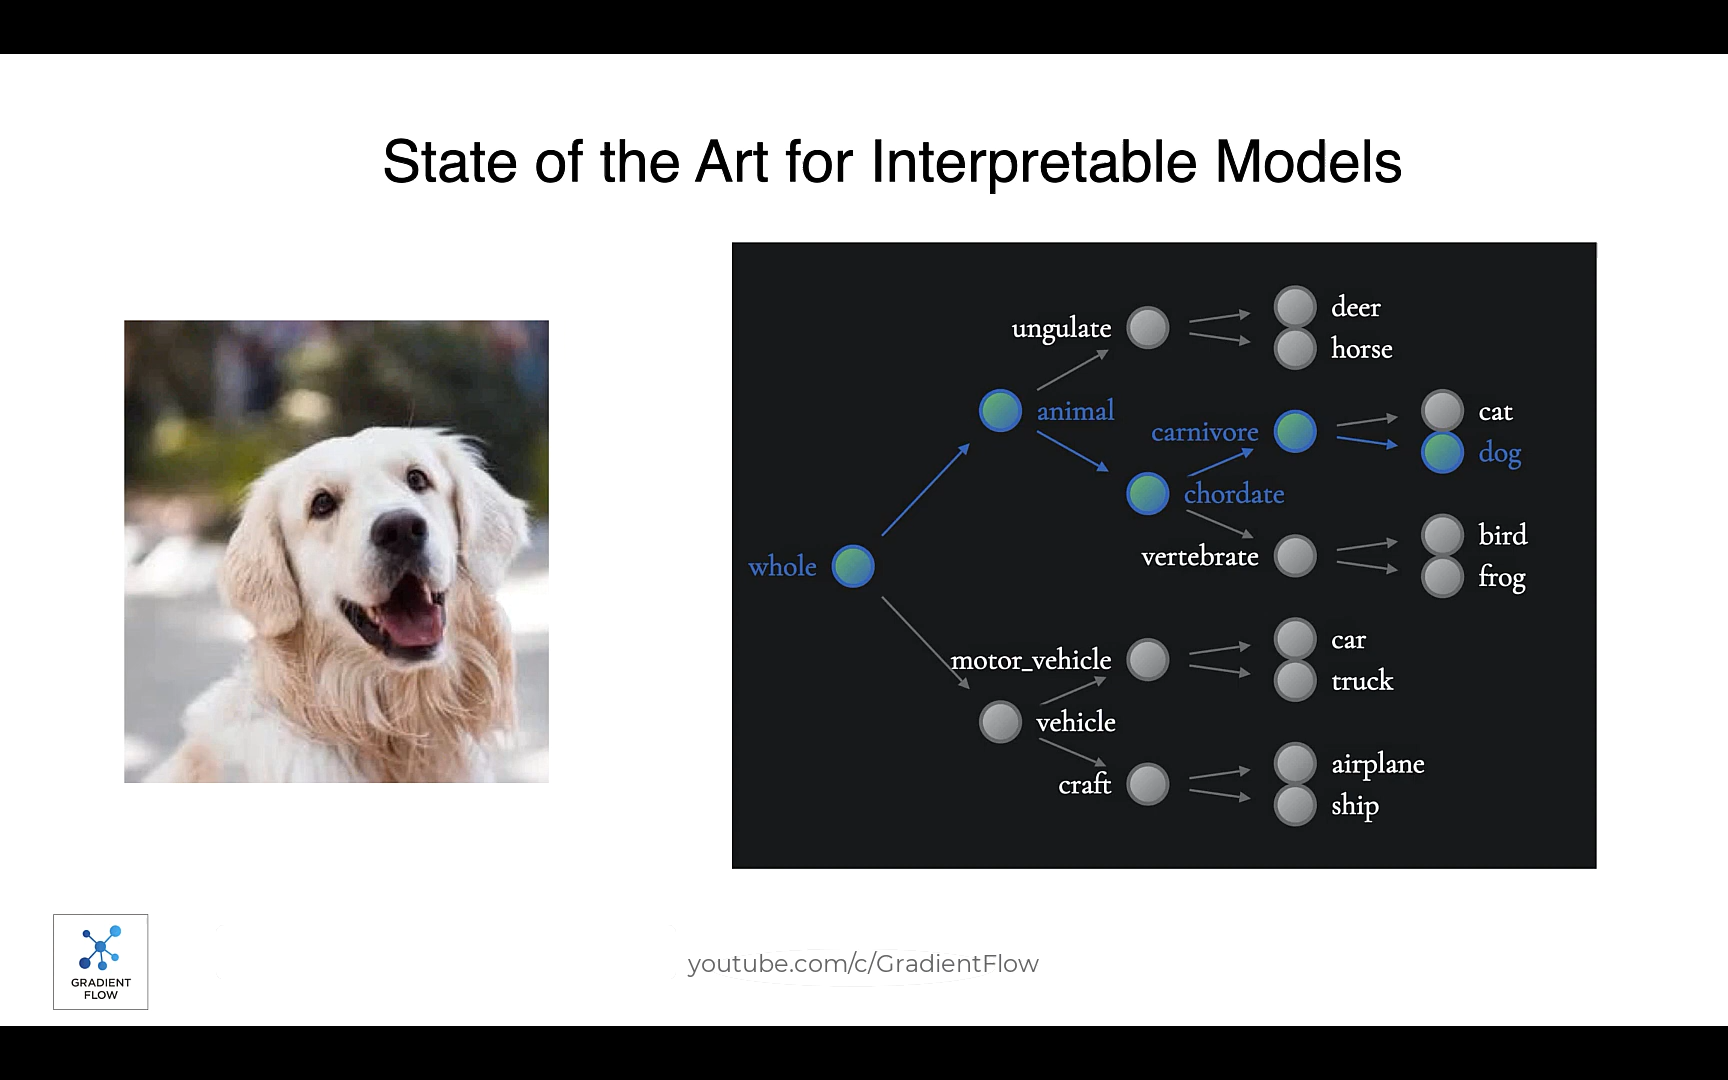 State of the Art for Interpretable Models
ungulate
deer
horse
animal
carnivore
cat
dog
chordate
vertebrate
bird
frog
whole
motor_vehicle
car
truck
vehicle
craft
airplane
ship
GRADIENT
FLOW
youtube.com/c/GradientFlow